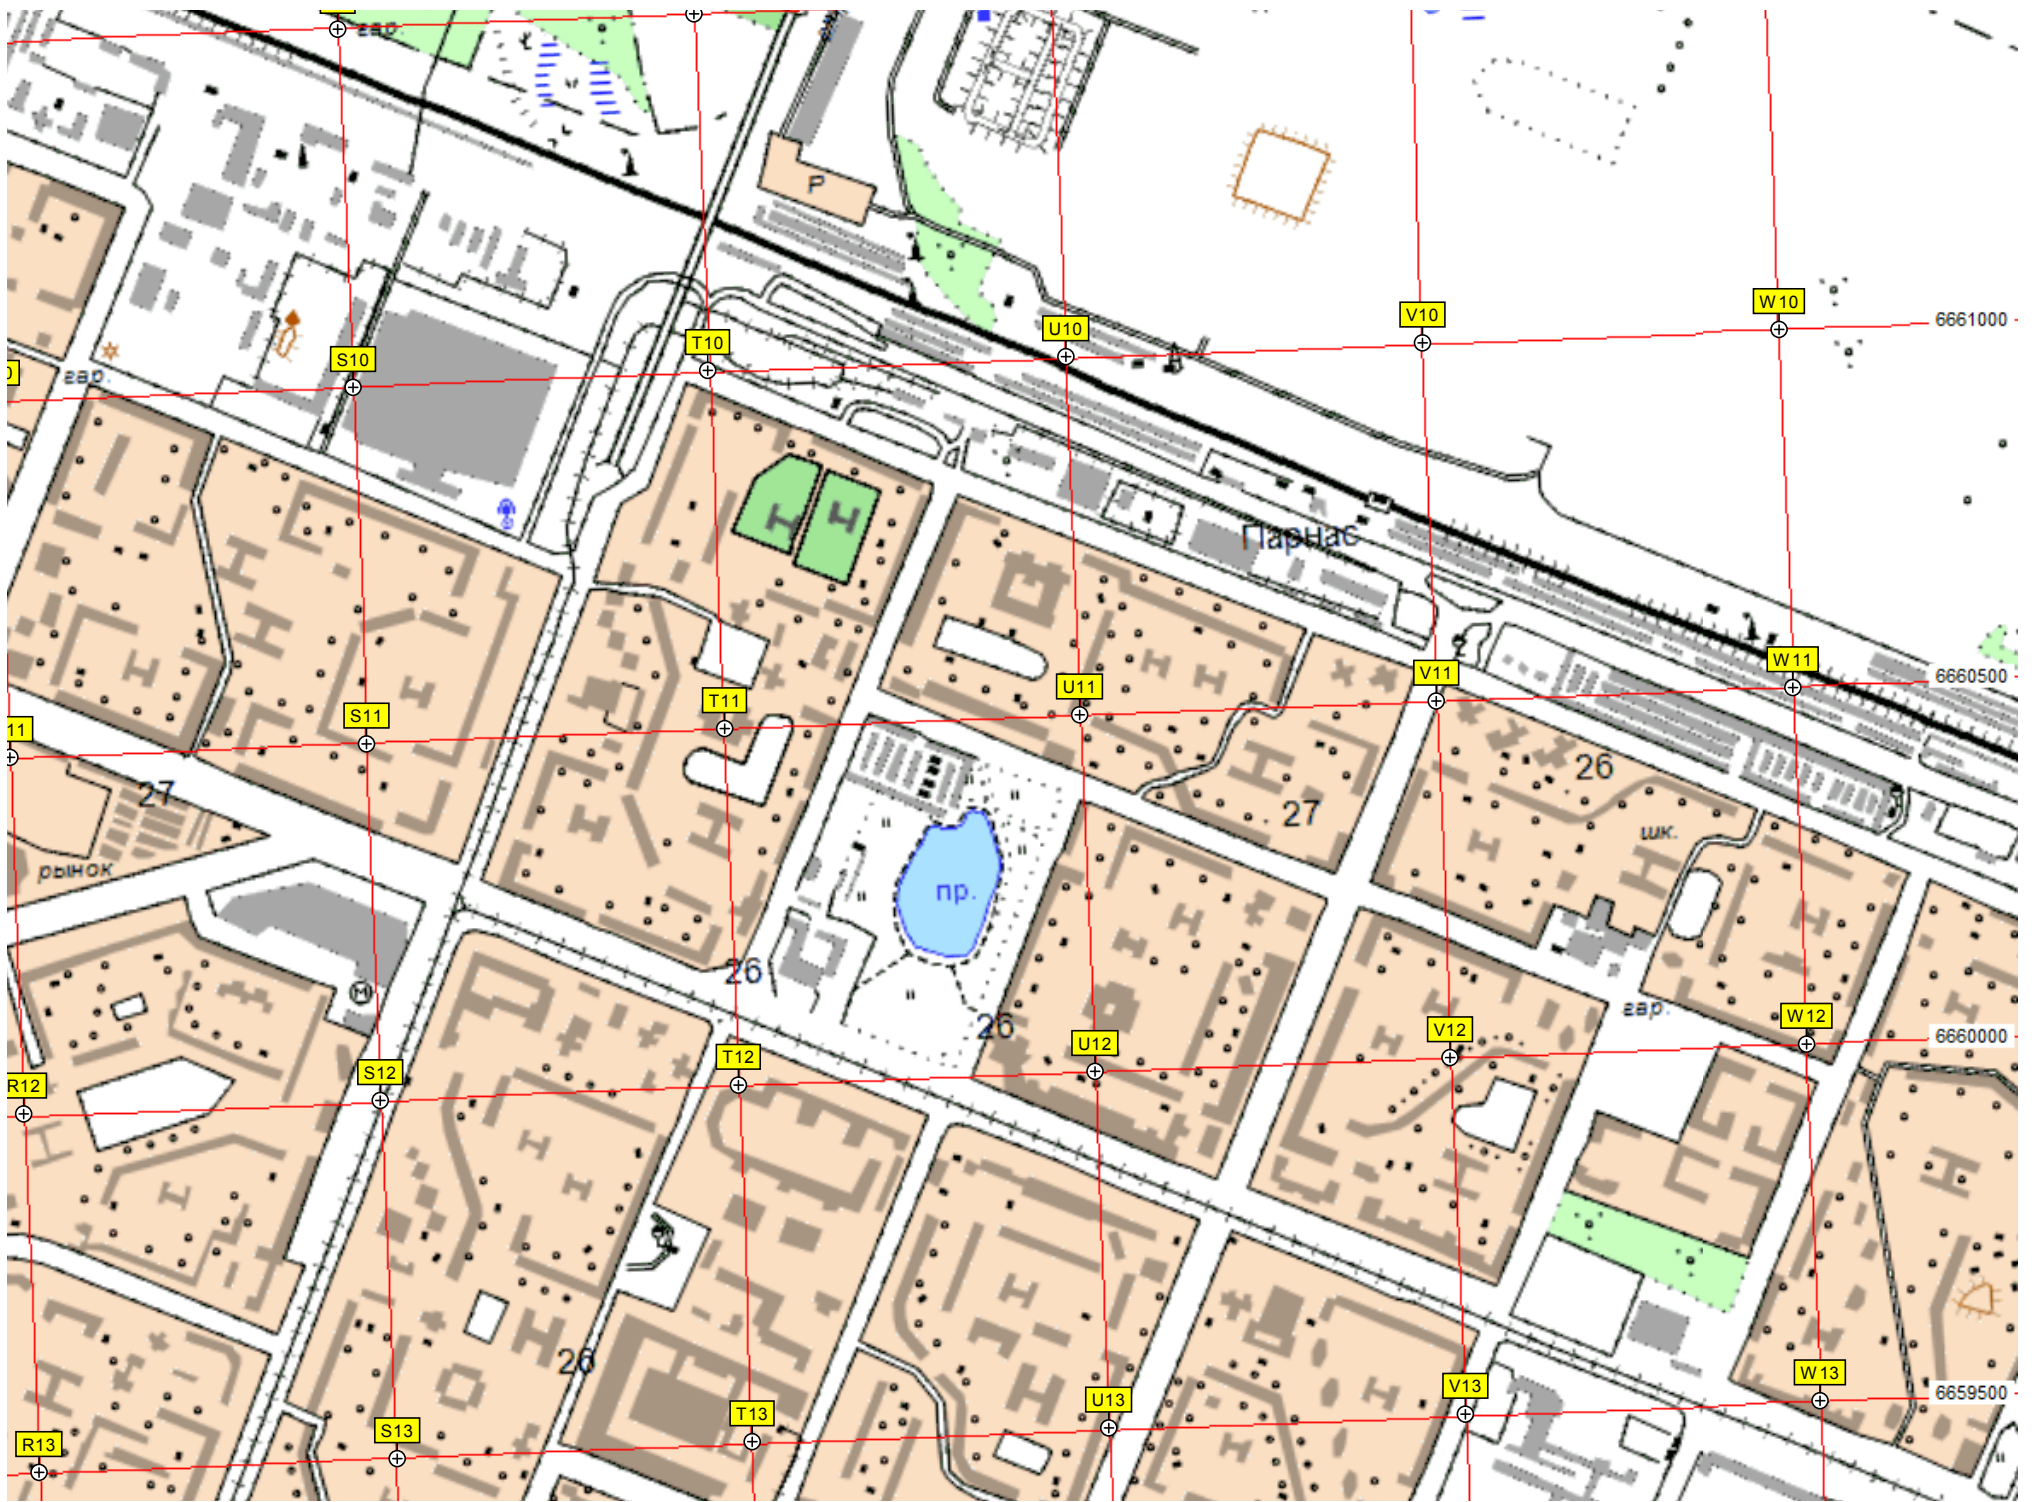 гар.
Р
W10
6661000
V10
U10
T10
S10
гар.
Парнас
W11
6660500
V11
U11
T11
S11
11
26
27
27
шк.
рынок
пр.
26
М
26
гар.
W12
6660000
V12
U12
T12
S12
R12
26
W13
6659500
V13
U13
T13
S13
R13